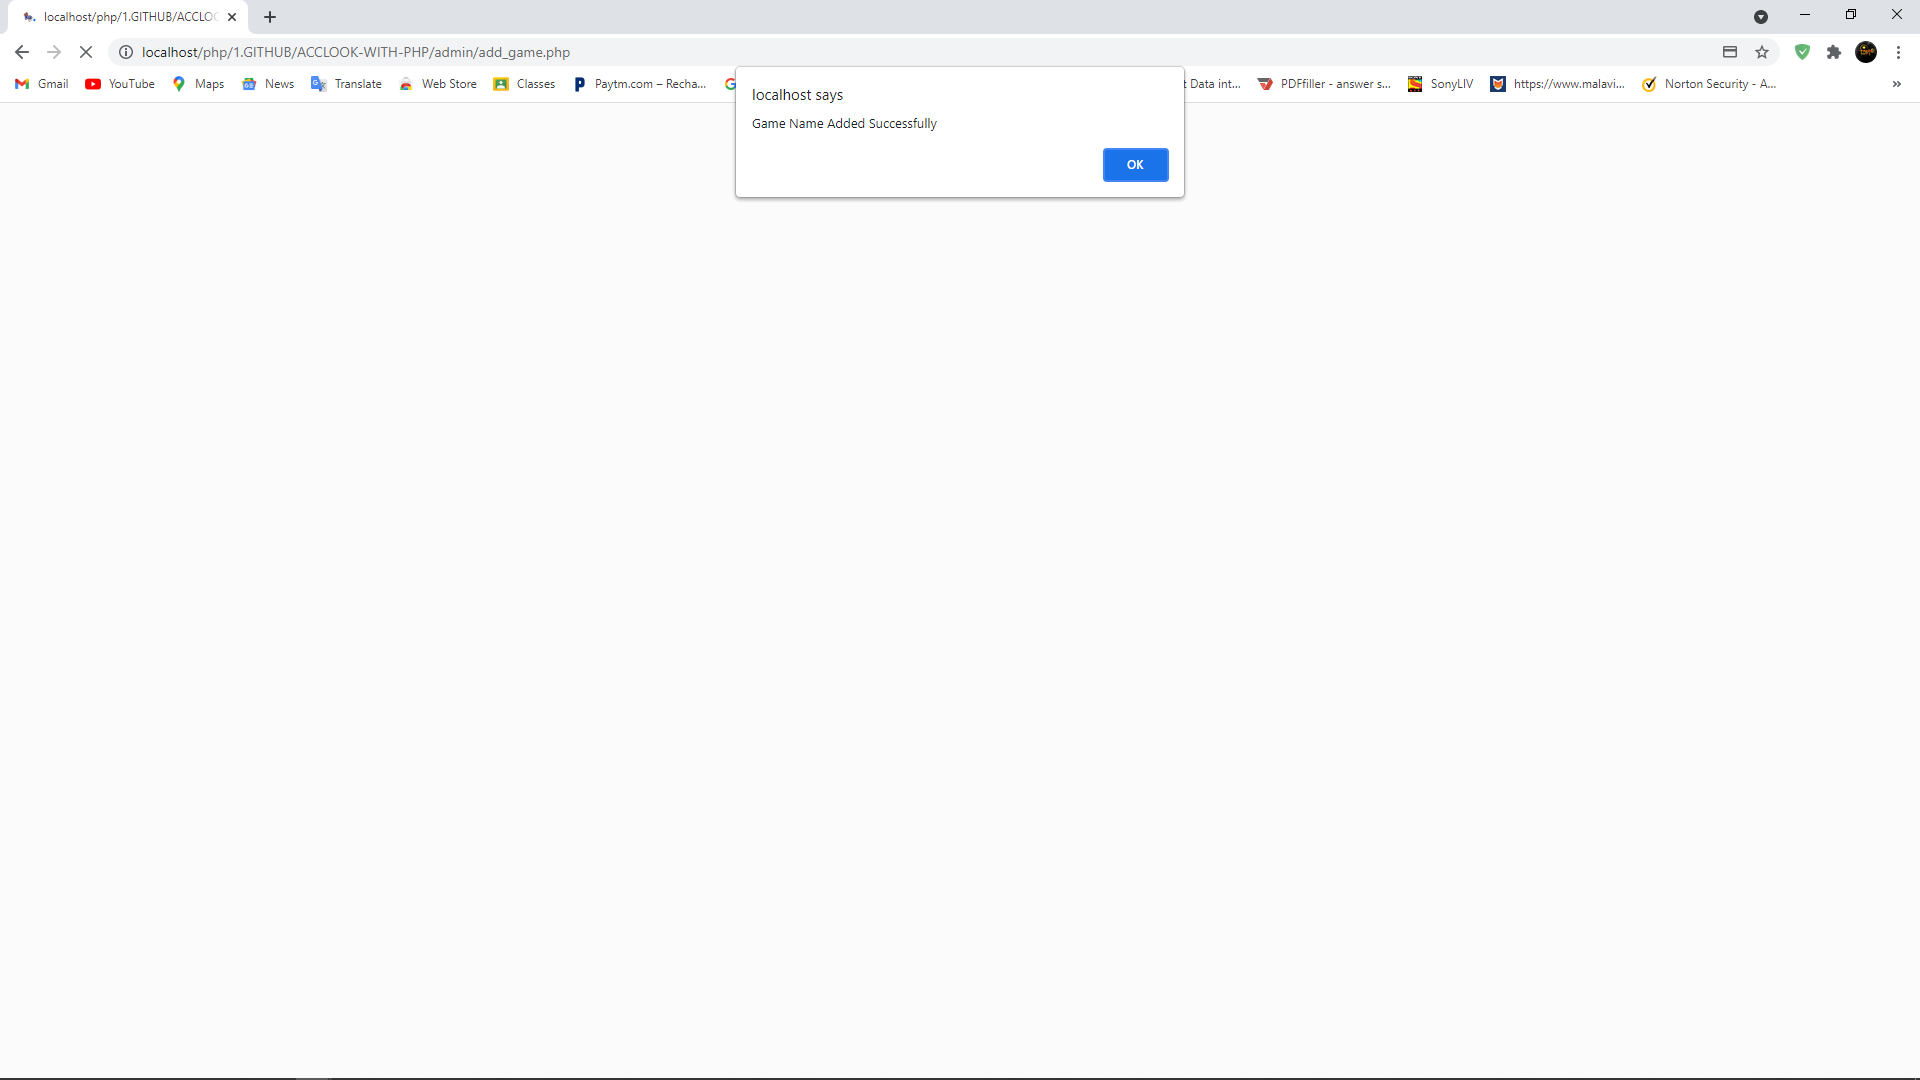 localhost/php/1.GITHUB/ACCLOC
localhost/php/1.GITHUB/ACCLOOK-WITH-PHP/admin/add_game.php
Gmail YouTube Maps News Translate Web Store Classes Paytm.com – Recha... t Data int... PDFfiller - answer s... SonyLIV https://www.malavi... Norton Security - A... »
localhost says
Game Name Added Successfully
OK